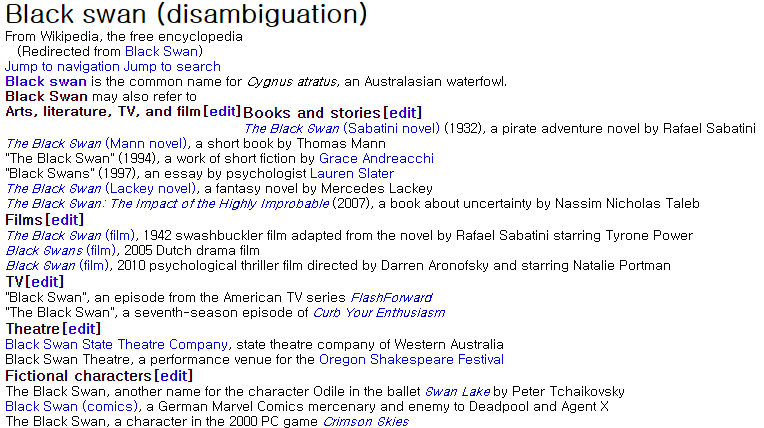 Black swan (disambiguation)
From Wikipedia, the free encyclopedia
(Redirected from Black Swan)
Jump to navigation Jump to search
Black swan is the common name for Cygnus atratus, an Australasian waterfowl.
Black Swan may also refer to
Arts, literature, TV, and film[edit] Books and stories[edit]
The Black Swan (Sabatini novel) (1932), a pirate adventure novel by Rafael Sabatini
The Black Swan (Mann novel), a short book by Thomas Mann
"The Black Swan" (1994), a work of short fiction by Grace Andreacchi
"Black Swans" (1997), an essay by psychologist Lauren Slater
The Black Swan (Lackey novel), a fantasy novel by Mercedes Lackey
The Black Swan: The Impact of the Highly Improbable (2007), a book about uncertainty by Nassim Nicholas Taleb
Films[edit]
The Black Swan (film), 1942 swashbuckler film adapted from the novel by Rafael Sabatini starring Tyrone Power
Black Swans (film), 2005 Dutch drama film
Black Swan (film), 2010 psychological thriller film directed by Darren Aronofsky and starring Natalie Portman
TV[edit]
"Black Swan", an episode from the American TV series FlashForward
"The Black Swan", a seventh-season episode of Curb Your Enthusiasm
Theatre[edit]
Black Swan State Theatre Company, state theatre company of Western Australia
Black Swan Theatre, a performance venue for the Oregon Shakespeare Festival
Fictional characters[edit]
The Black Swan, another name for the character Odile in the ballet Swan Lake by Peter Tchaikovsky
Black Swan (comics), a German Marvel Comics mercenary and enemy to Deadpool and Agent X
The Black Swan, a character in the 2000 PC game Crimson Skies